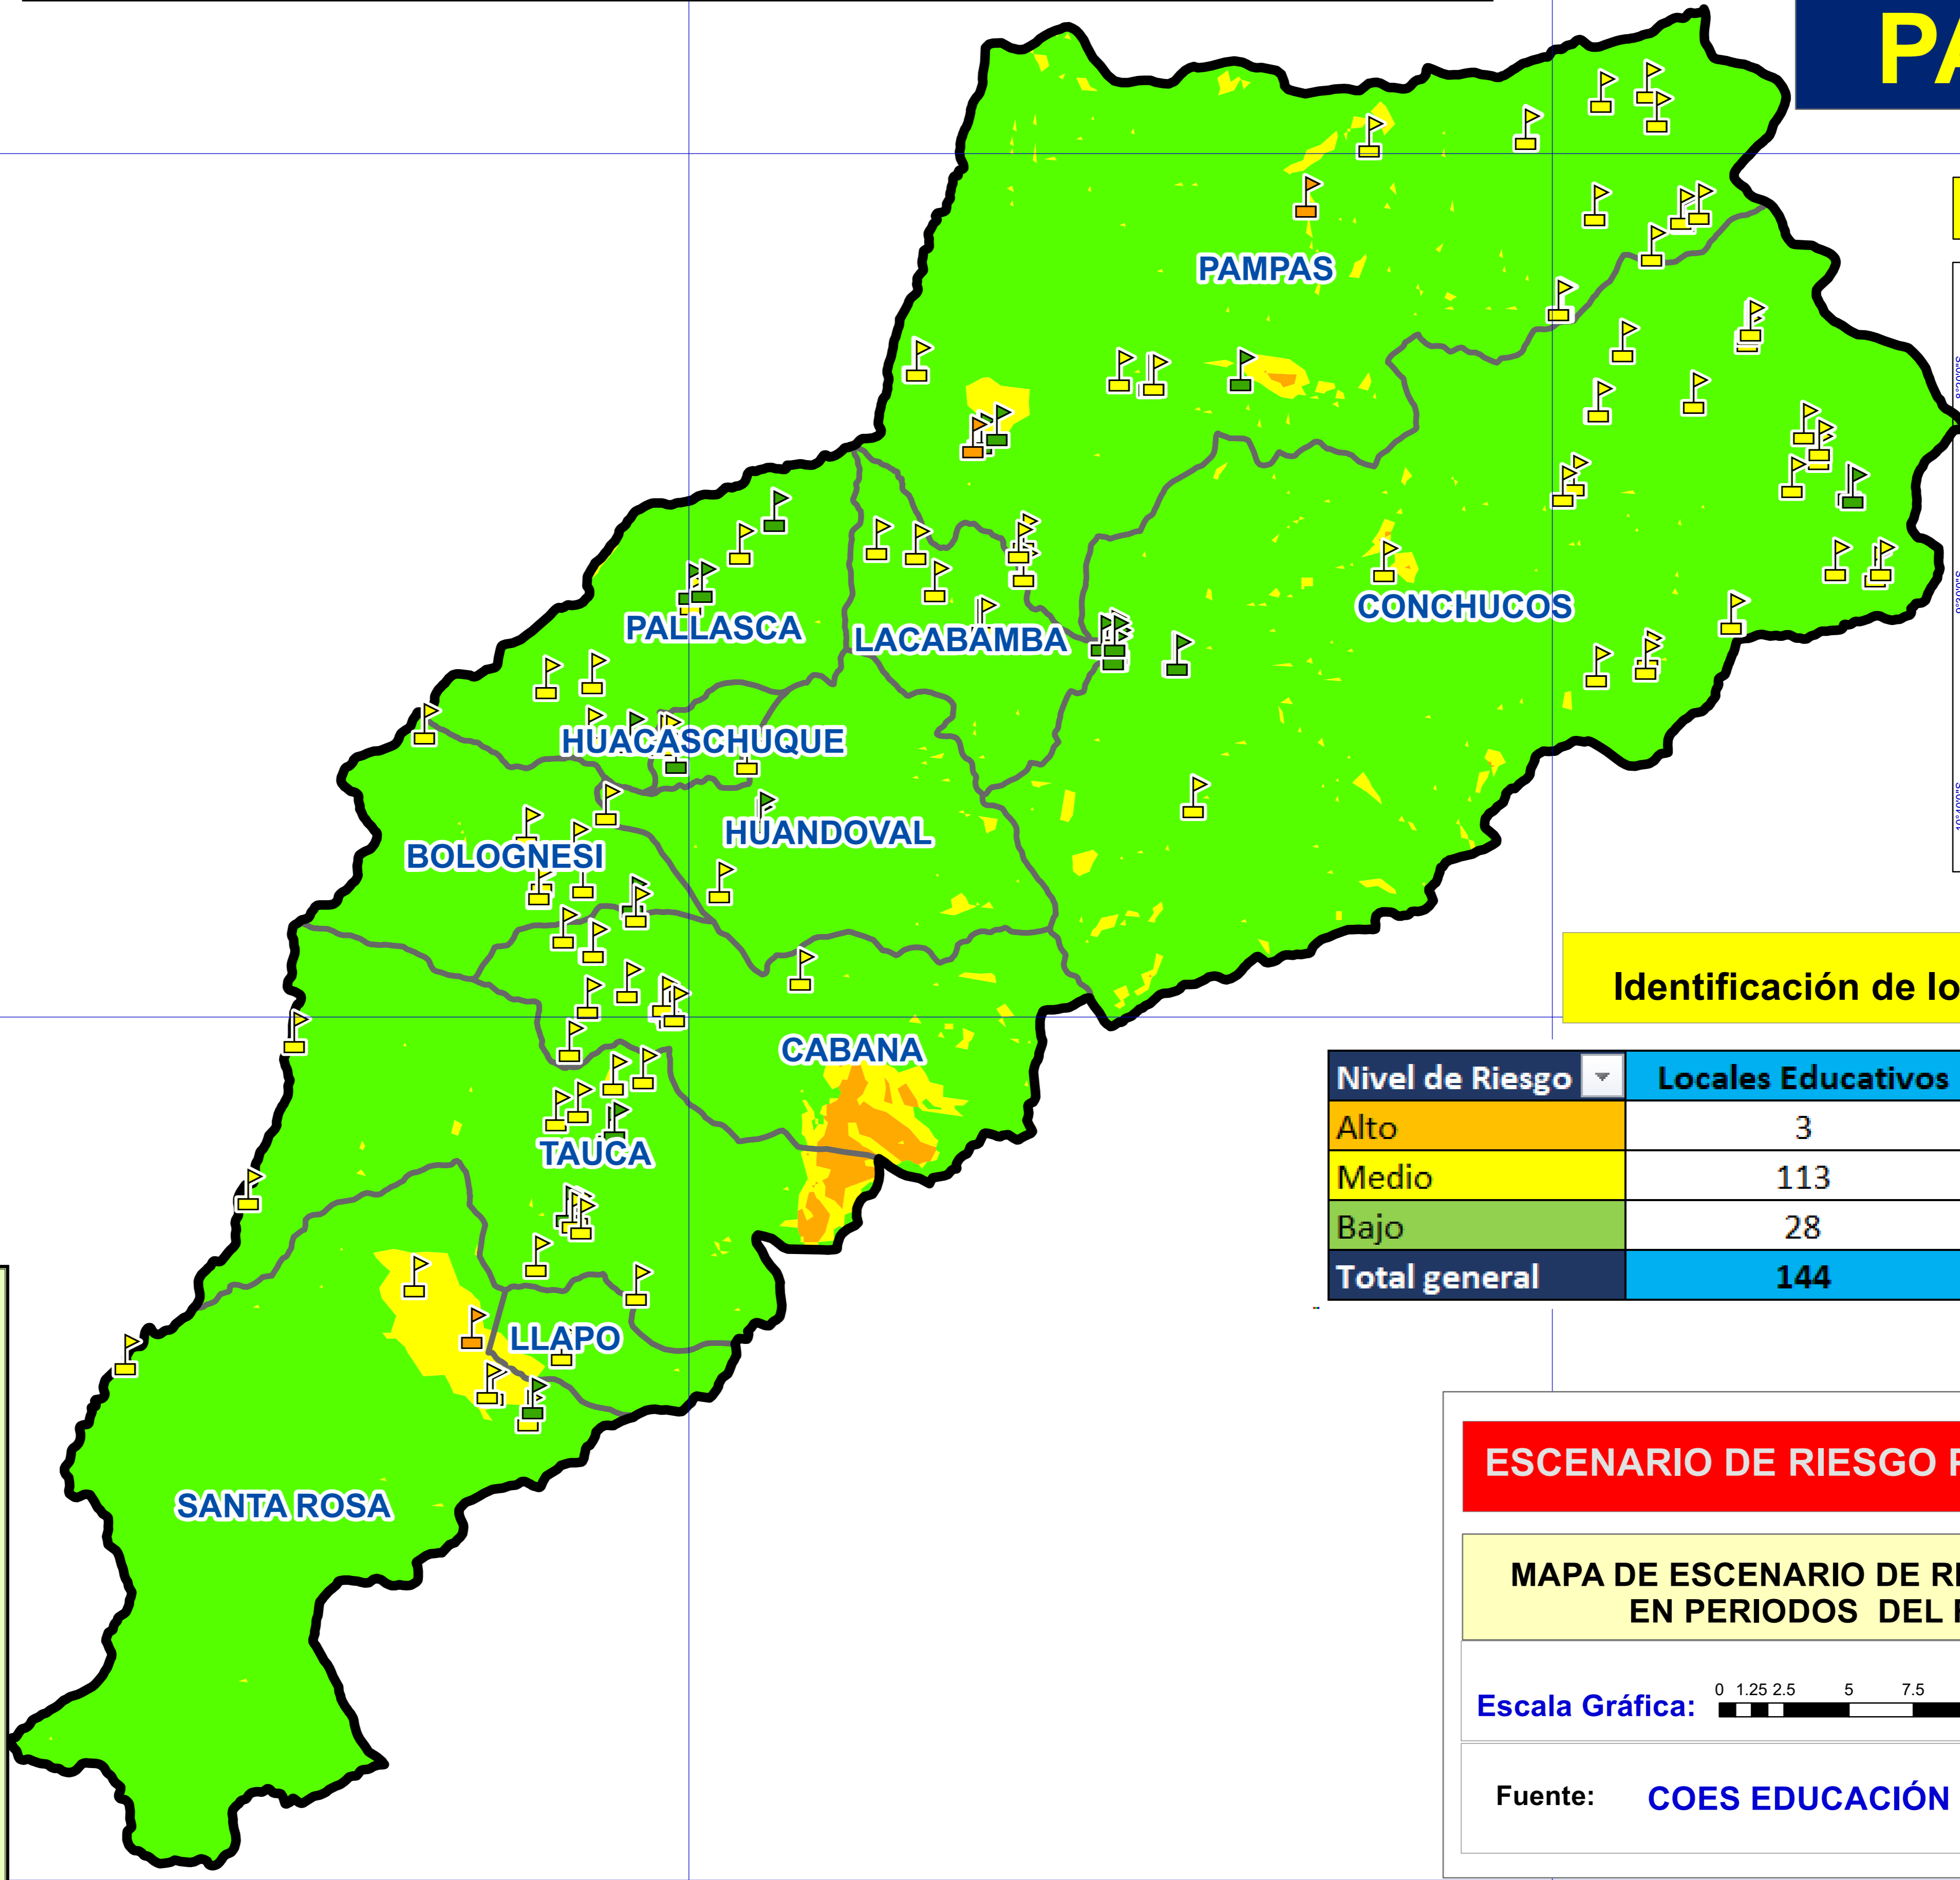 PA
PAMPAS
PALLASCA
LACABAMBA
CONCHUCOS
HUACASCHUQUE
HUANDOVAL
BOLOGNESI
CABANA
TAUCA
LLAPO
SANTA ROSA
Identificación de lo
Nivel de Riesgo Locales Educativos
Alto 3
Medio 113
Bajo 28
Total general 144
ESCENARIO DE RIESGO
MAPA DE ESCENARIO DE
EN PERIODOS DEL
Escala Gráfica: 0 1.25 2.5 5 7.5
Fuente: COES EDUCACIÓN